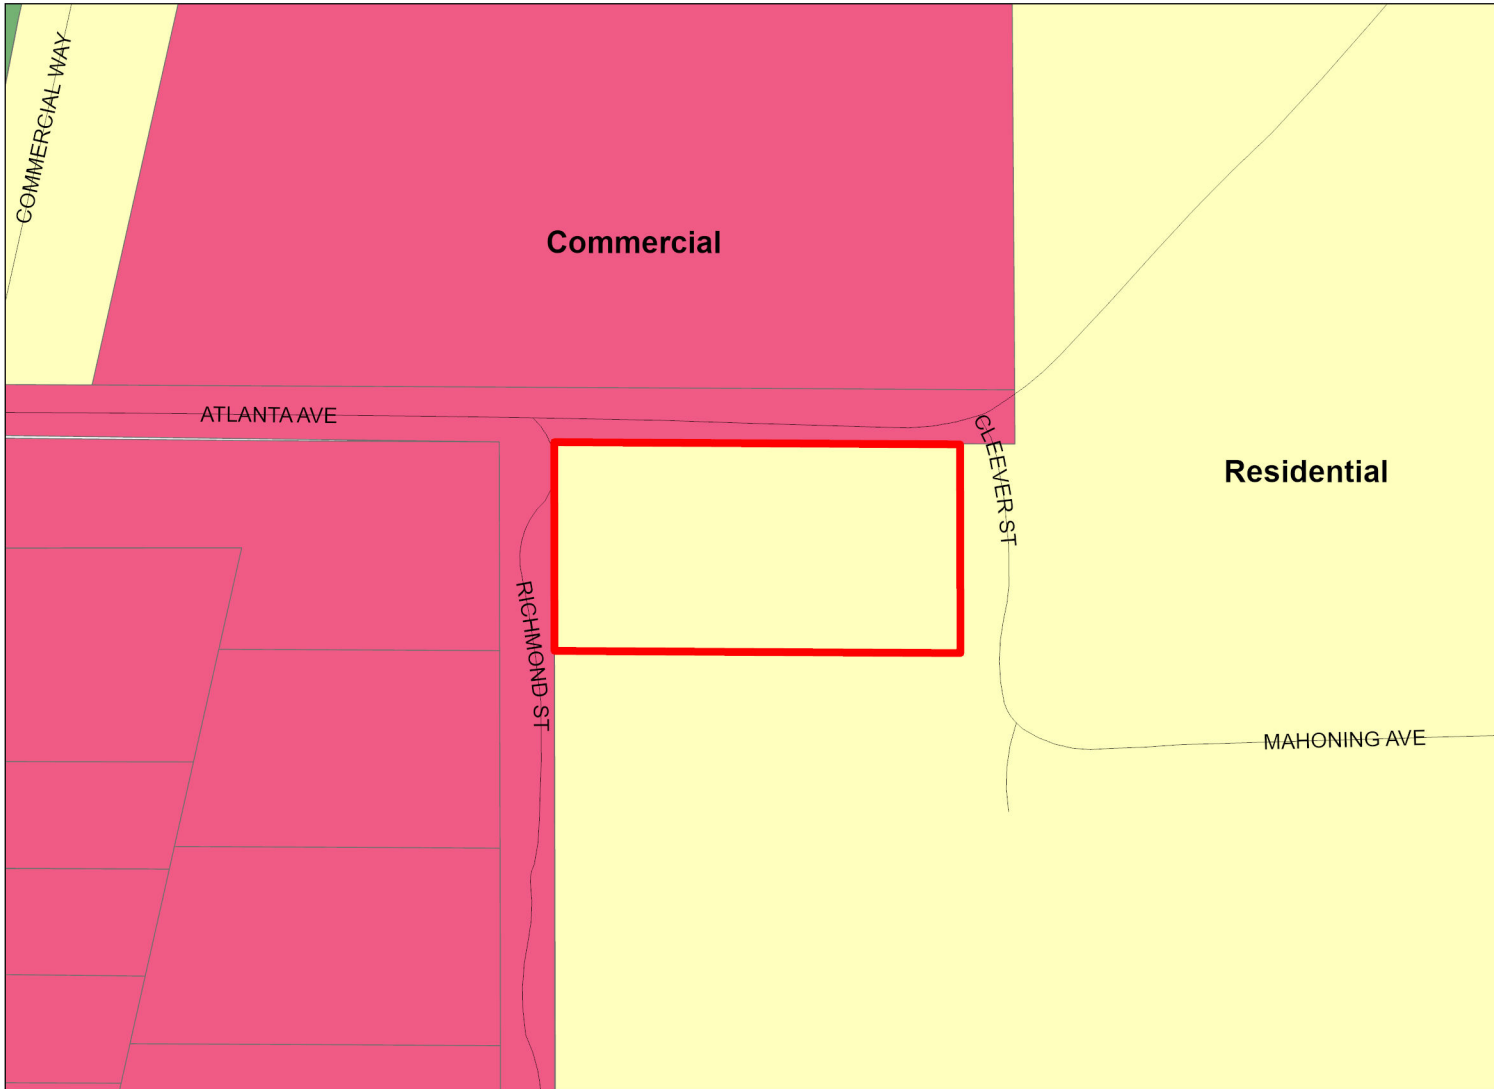 COMMERCIAL WAY
Commercial
ATLANTA AVE
CLEEVER ST
Residential
RICHMOND ST
MAHONING AVE